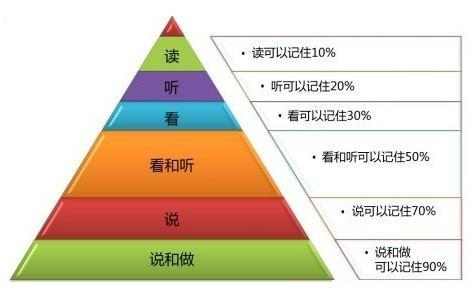 读
读可以记住10%
听
听可以记住20%
看
看可以记住30%
看和听
看和听可以记住50%
说
说可以记住70%
说和做
说和做
可以记住90%